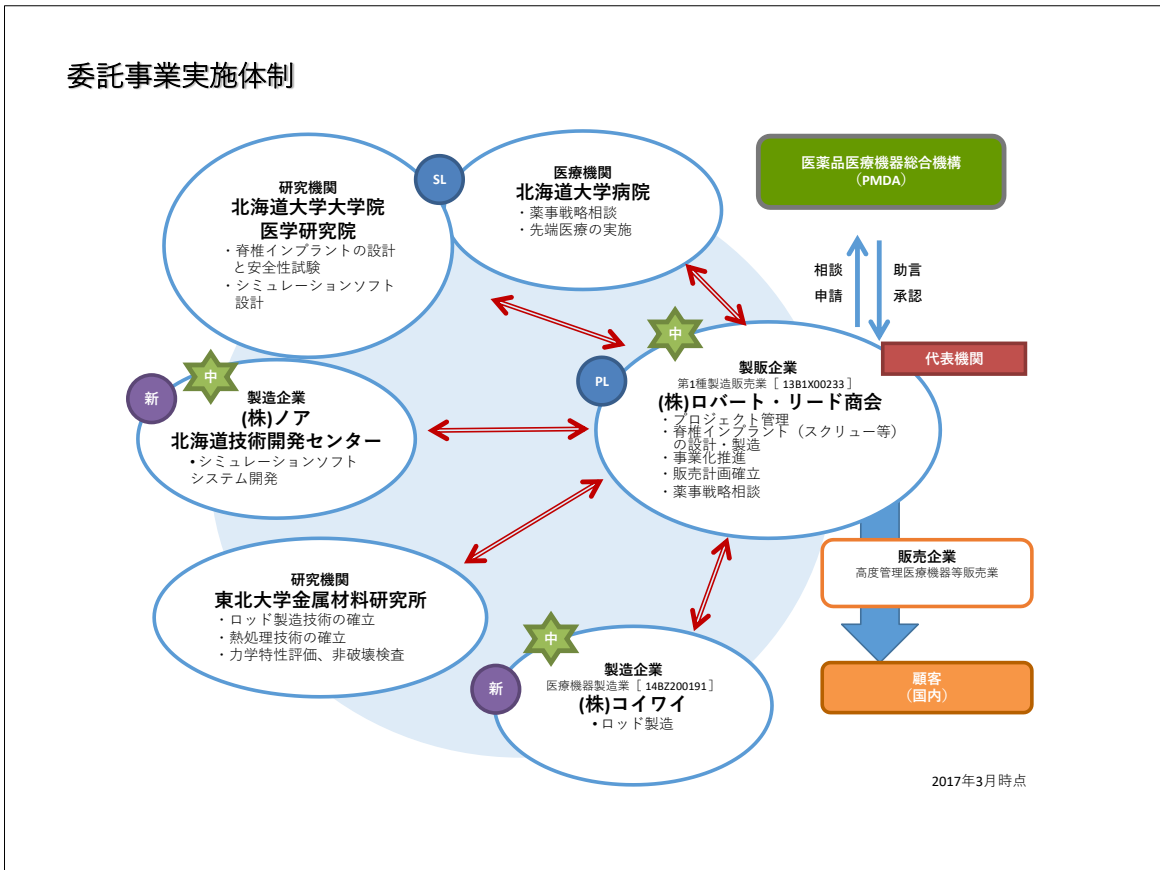 委託事業実施体制
研究機関
北海道大学大学院
医学研究院
・脊椎インプラントの設計
と安全性試験
・シミュレーションソフト
設計
SL
医療機関
北海道大学病院
・薬事戦略相談
・先端医療の実施
医薬品医療機器総合機構
（PMDA）
相談
申請
助言
承認
中
新
製造企業
(株)ノア
北海道技術開発センター
•シミュレーションソフト
システム開発
中
PL
代表機関
製販企業
第1種製造販売業［ 13B1X00233］
(株)ロバート・リード商会
・プロジェクト管理
・脊椎インプラント（スクリュー等）
の設計・製造
・事業化推進
・販売計画確立
・薬事戦略相談
販売企業
高度管理医療機器等販売業
研究機関
東北大学金属材料研究所
・ロッド製造技術の確立
・熱処理技術の確立
・力学特性評価、非破壊検査
中
新
製造企業
医療機器製造業［ 14BZ200191］
(株)コイワイ
•ロッド製造
顧客
（国内）
2017年3月時点